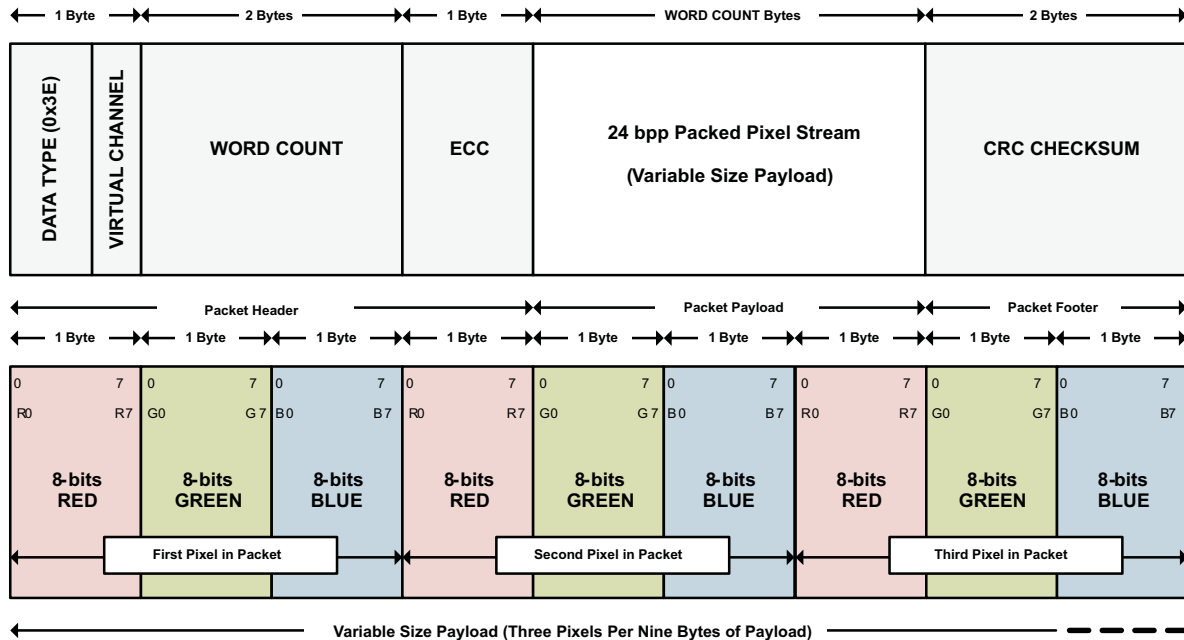 1 Byte 2 Bytes 1 Byte WORD COUNT Bytes 2 Bytes
DATA TYPE (0x3E)
VIRTUAL CHANNEL
WORD COUNT
ECC
24 bpp Packed Pixel Stream
(Variable Size Payload)
CRC CHECKSUM
Packet Header Packet Payload Packet Footer
1 Byte 1 Byte 1 Byte 1 Byte 1 Byte 1 Byte 1 Byte 1 Byte 1 Byte
0 7 0 7 0 7 0 7 0 7 0 7 0 7 0 7 0 7
R0 R7 G0 G7 B0 B7 R0 R7 G0 G7 B0 B7 R0 R7 G0 G7 B0 B7
8-bits 8-bits 8-bits 8-bits 8-bits 8-bits 8-bits 8-bits 8-bits
RED GREEN BLUE RED GREEN BLUE RED GREEN BLUE
First Pixel in Packet Second Pixel in Packet Third Pixel in Packet
Variable Size Payload (Three Pixels Per Nine Bytes of Payload)